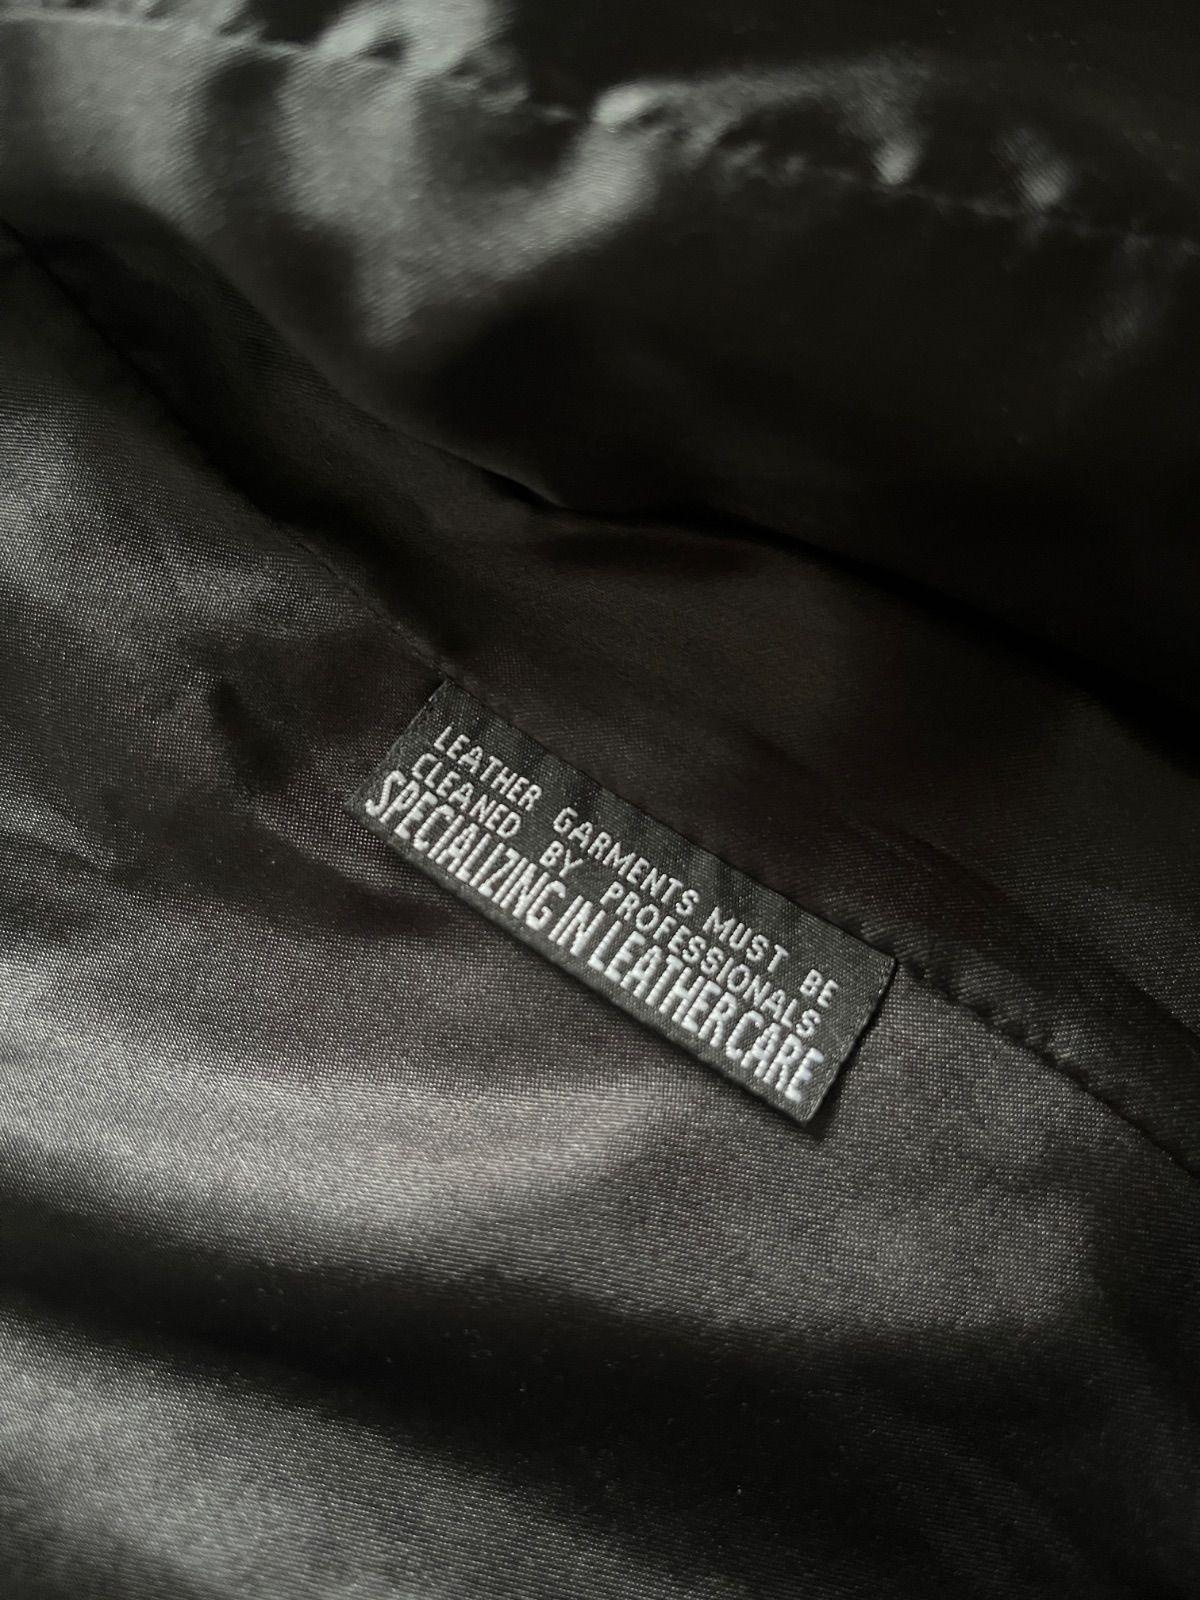 LEATHER GARMENTS MUST BE
CLEANED BY PROFESSIONALS
SPECIALIZING IN LEATHER CARE